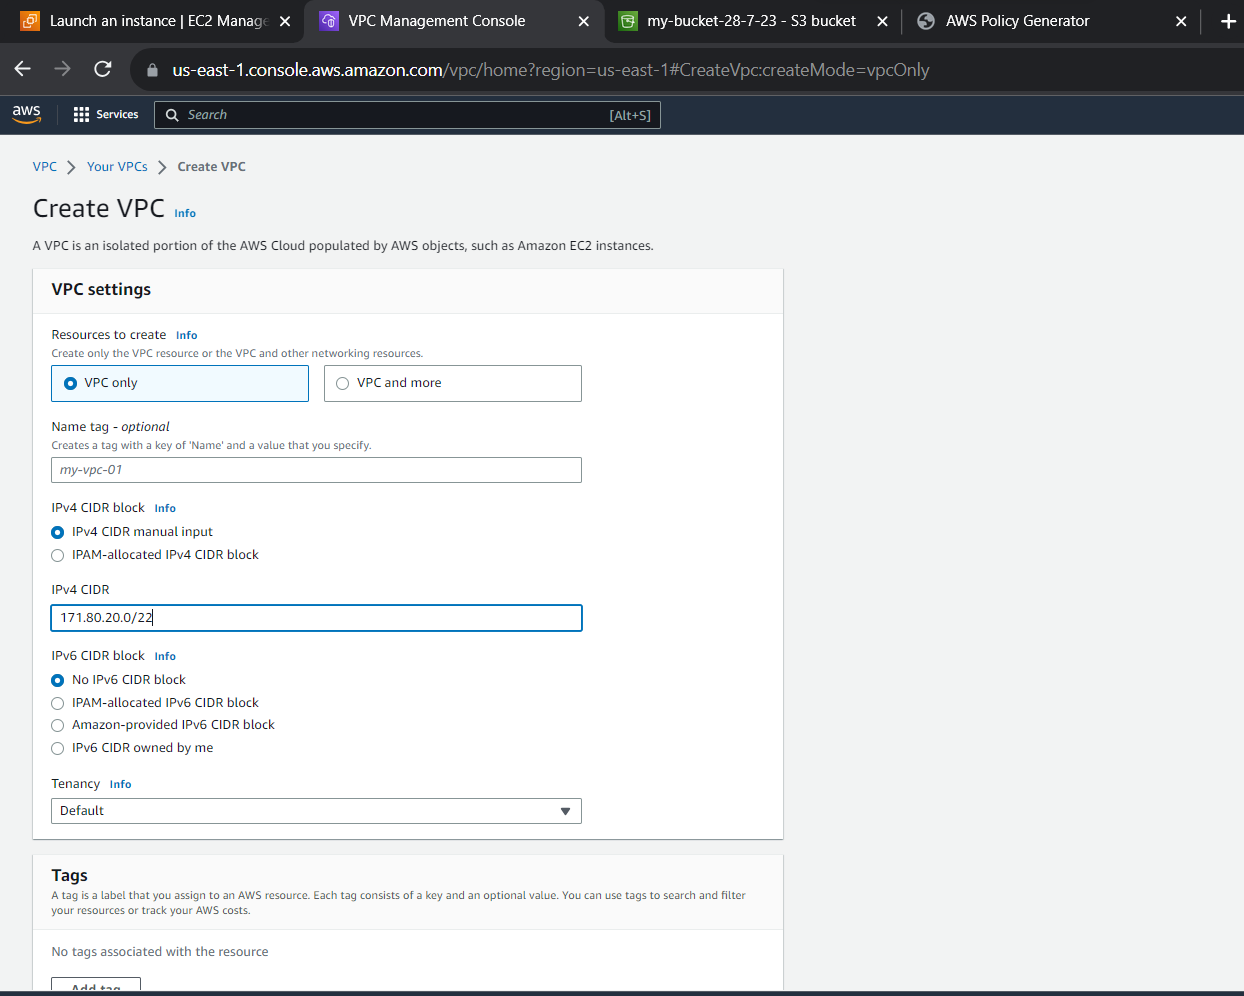 Launch an instance | EC2 Manage
VPC Management Console
my-bucket-28-7-23 - S3 bucket
AWS Policy Generator
us-east-1.console.aws.amazon.com/vpc/home?region=us-east-1#CreateVpc:createMode=vpcOnly
aws
Services
Search
[Alt+S]
VPC > Your VPCs > Create VPC
Create VPC Info
A VPC is an isolated portion of the AWS Cloud populated by AWS objects, such as Amazon EC2 instances.
VPC settings
Resources to create Info
Create only the VPC resource or the VPC and other networking resources.
VPC only
VPC and more
Name tag - optional
Creates a tag with a key of 'Name' and a value that you specify.
my-vpc-01
IPv4 CIDR block Info
IPv4 CIDR manual input
IPAM-allocated IPv4 CIDR block
IPv4 CIDR
171.80.20.0/22
IPv6 CIDR block Info
No IPv6 CIDR block
IPAM-allocated IPv6 CIDR block
Amazon-provided IPv6 CIDR block
IPv6 CIDR owned by me
Tenancy Info
Default
Tags
A tag is a label that you assign to an AWS resource. Each tag consists of a key and an optional value. You can use tags to search and filter
your resources or track your AWS costs.
No tags associated with the resource
Add tag